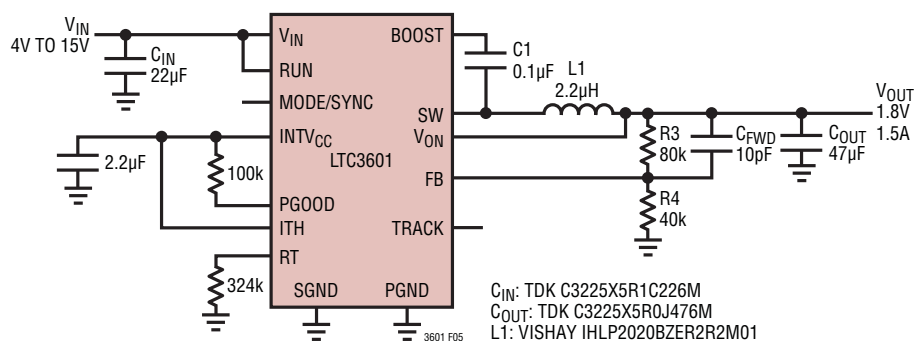 VIN
4V TO 15V
CIN
22µF
2.2µF
100k
324k
VIN
RUN
MODE/SYNC
INTVCC
PGOOD
ITH
RT
SGND
PGND
LTC3601
BOOST
SW
VON
FB
TRACK
C1
0.1µF
L1
2.2µH
R3
80k
R4
40k
CFWD
10pF
COUT
47µF
VOUT
1.8V
1.5A
3601 F05
CIN: TDK C3225X5R1C226M
COUT: TDK C3225X5R0J476M
L1: VISHAY IHLP2020BZER2R2M01